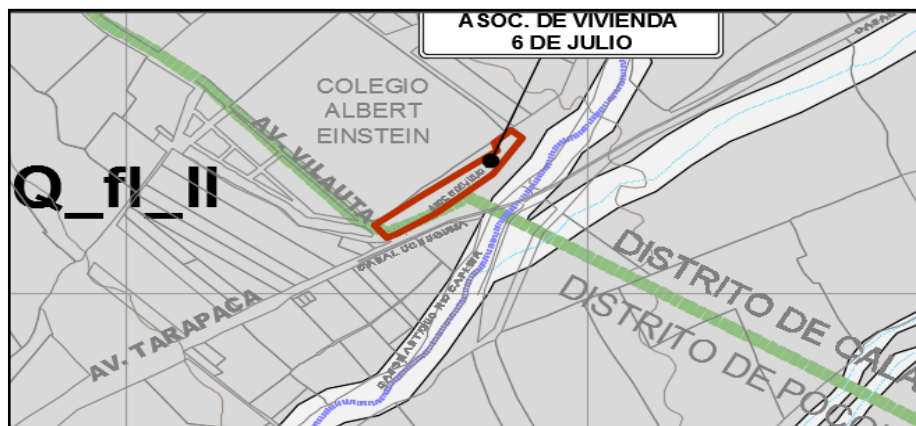 ASOC. DE VIVIENDA
6 DE JULIO
COLEGIO
ALBERT
EINSTEIN
AV. VILAUTA
Q_fl_II
AV. TARAPACA
DISTRITO DE CALA
DISTRITO DE POCO